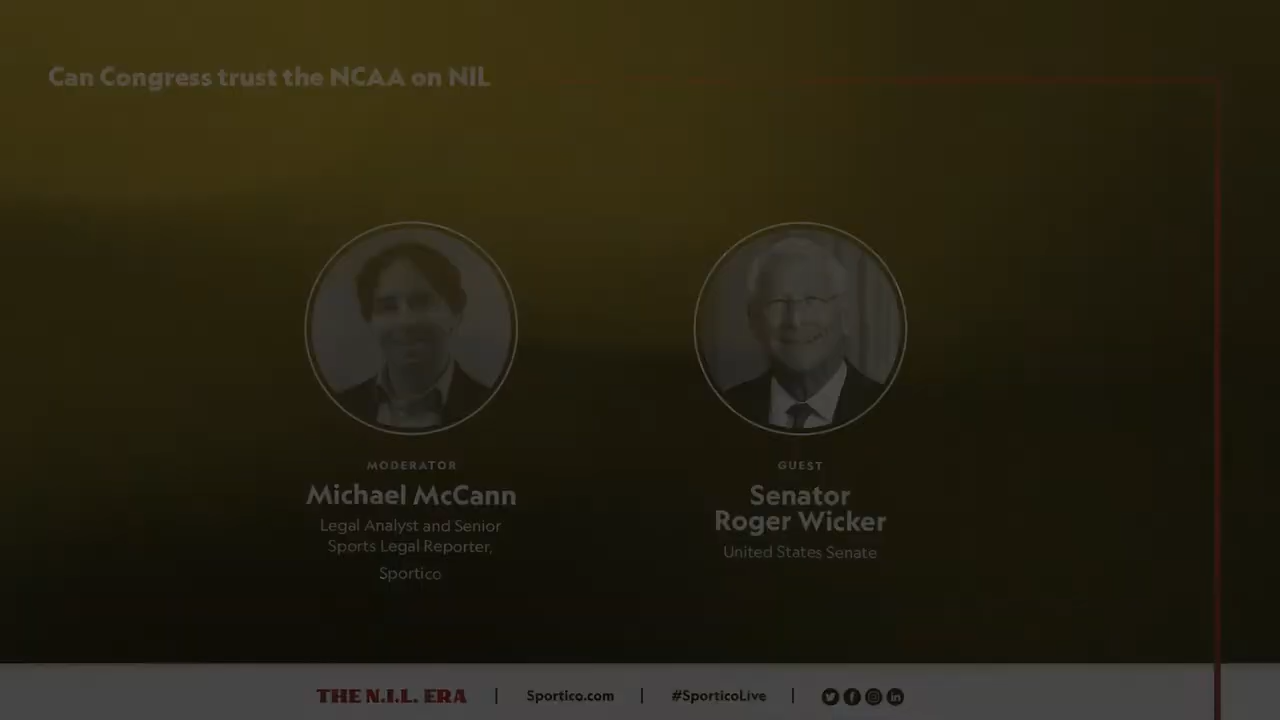 Can Congress trust the NCAA on NIL
MODERATOR
Michael McCann
Legal Analyst and Senior
Sports Legal Reporter,
Sportico
GUEST
Senator
Roger Wicker
United States Senate
THE N.I.L. ERA | Sportico.com | #SporticoLive |